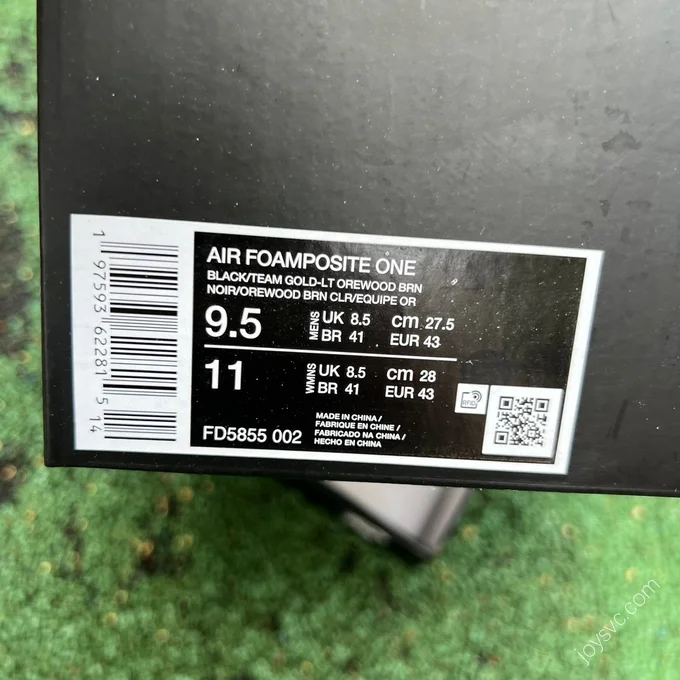 AIR FOAMPOSITE ONE
BLACK/TEAM GOLD-LT OREWOOD BRN
NOIR/OREWOOD BRN CLR/EQUIPE OR
9.5 MENS UK 8.5 cm 27.5
BR 41 EUR 43
11 WMNS UK 8.5 cm 28
BR 41 EUR 43
RFID
MADE IN CHINA/
FABRIQUE EN CHINE/
FABRICADO NA CHINA/
HECHO EN CHINA
FD5855 002
1 97593 62281 5 14
joysvc.com